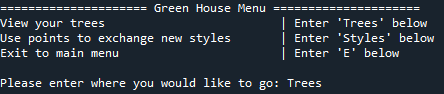 ==================== Green House Menu =====================
View your trees | Enter 'Trees' below
Use points to exchange new styles | Enter 'Styles' below
Exit to main menu | Enter 'E' below
Please enter where you would like to go: Trees